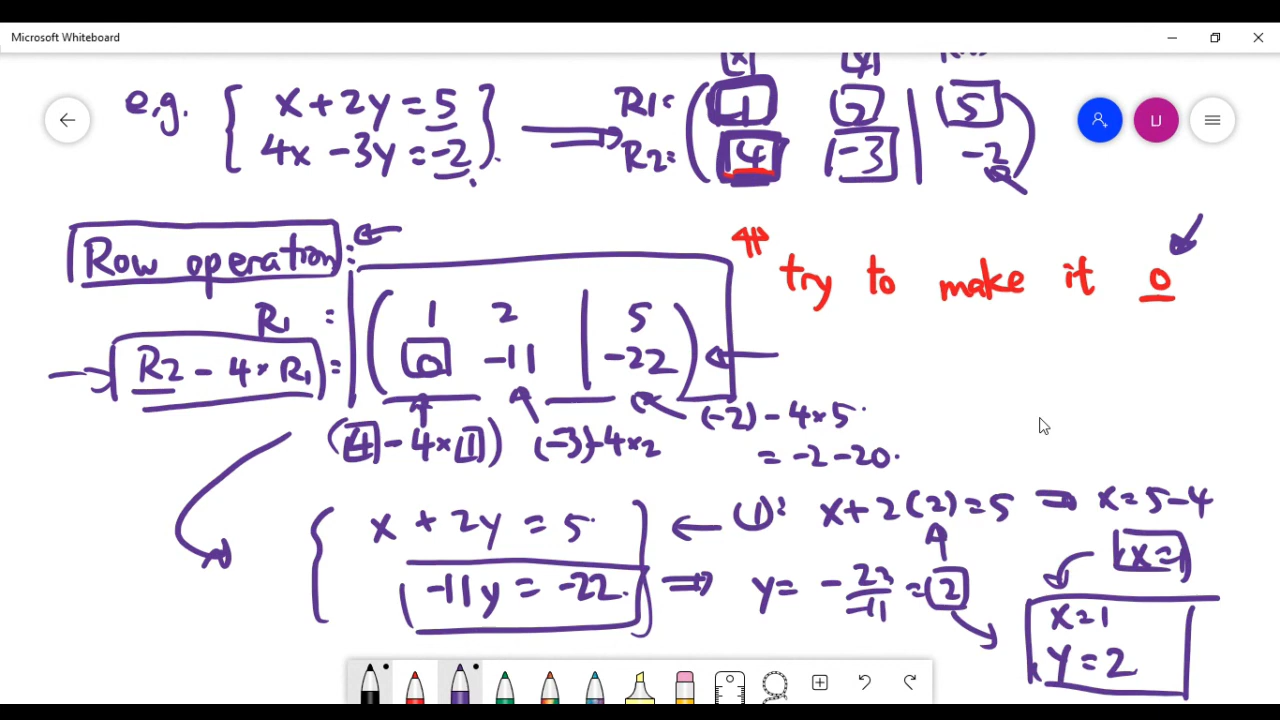 Microsoft Whiteboard
e.g. { x + 2y = 5 } ⟹ R1: ( 1 2 | 5 )
4x - 3y = -2 . R2: ( 4 -3 | -2 )
U
Row operation:
" try to make it 0
R1 = ( 1 2 | 5 )
R2 - 4 × R1 = ( 0 -11 | -22 )
(4 - 4×1) (-3)-4×2 (-2) - 4×5
= -2 - 20.
x + 2y = 5 ← (1): x + 2(2) = 5 ⟹ x = 5 - 4
x=1
-11y = -22. ⟹ y = -22/-11 = 2
x=1
y=2